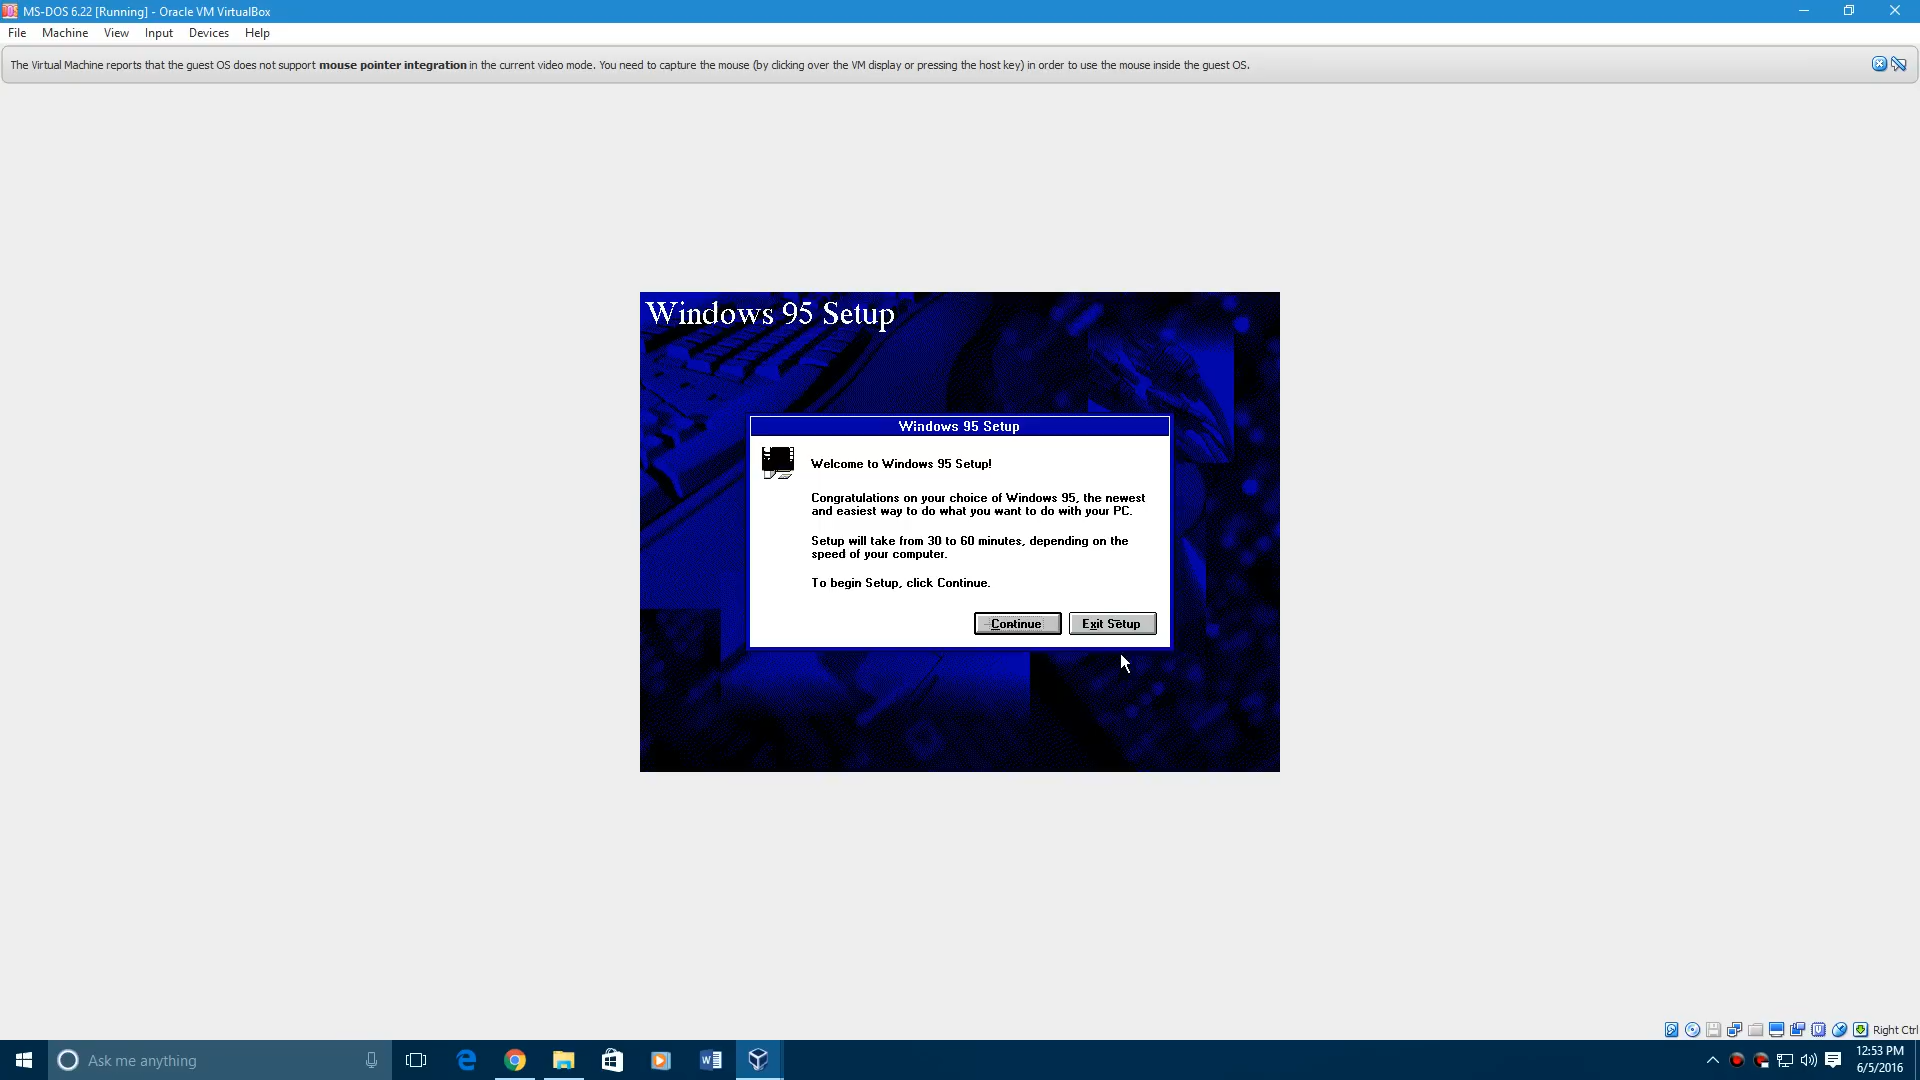 MS-DOS 6.22 [Running] - Oracle VM VirtualBox
File Machine View Input Devices Help
The Virtual Machine reports that the guest OS does not support mouse pointer integration in the current video mode. You need to capture the mouse (by clicking over the VM display or pressing the host key) in order to use the mouse inside the guest OS.
Windows 95 Setup
Windows 95 Setup
Welcome to Windows 95 Setup!
Congratulations on your choice of Windows 95, the newest
and easiest way to do what you want to do with your PC.
Setup will take from 30 to 60 minutes, depending on the
speed of your computer.
To begin Setup, click Continue.
Continue Exit Setup
Right Ctrl
Ask me anything
12:53 PM
6/5/2016